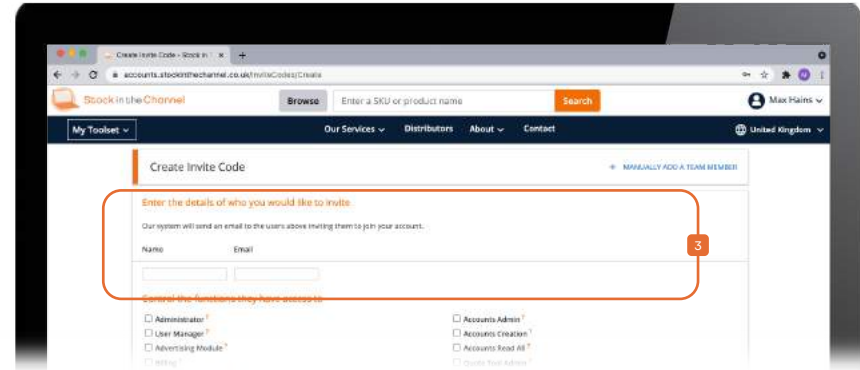 Create Invite Code - Stock in T
accounts.stockinthechannel.co.uk/InviteCodes/Create
Stock in the Channel
Browse
Enter a SKU or product name
Search
Max Hains
My Toolset
Our Services
Distributors
About
Contact
United Kingdom
Create Invite Code
+ MANUALLY ADD A TEAM MEMBER
Enter the details of who you would like to invite
Our system will send an email to the users above inviting them to join your account.
Name
Email
3
Control the functions they have access to
Administrator ?
Accounts Admin ?
User Manager ?
Accounts Creation ?
Advertising Module ?
Accounts Read All ?
Billing ?
Quote Tool Admin ?